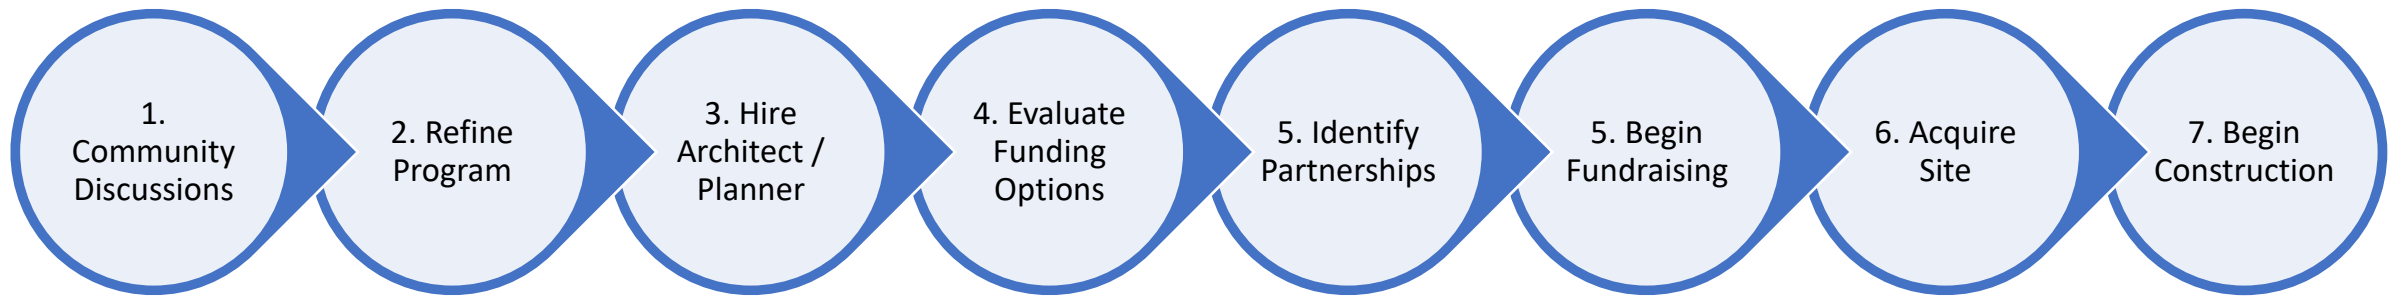 1.
Community
Discussions
2. Refine
Program
3. Hire
Architect /
Planner
4. Evaluate
Funding
Options
5. Identify
Partnerships
5. Begin
Fundraising
6. Acquire
Site
7. Begin
Construction